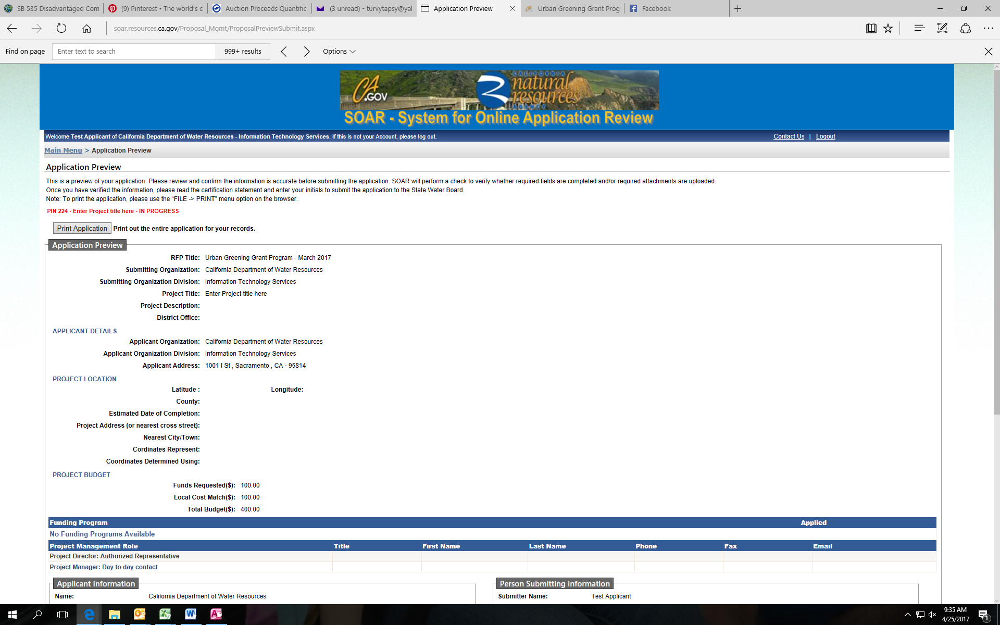 SB 535 Disadvantaged Com
(9) Pinterest • The world's c
Auction Proceeds Quantific
(3 unread) - turvytapsy@yal
Application Preview
Urban Greening Grant Prog
Facebook
soar.resources.ca.gov/Proposal_Mgmt/ProposalPreviewSubmit.aspx
Find on page
Enter text to search
999+ results
Options
CA.GOV
CALIFORNIA
natural
resources
AGENCY
SOAR - System for Online Application Review
Welcome Test Applicant of California Department of Water Resources - Information Technology Services. If this is not your Account, please log out.
Contact Us | Logout
Main Menu > Application Preview
Application Preview
This is a preview of your application. Please review and confirm the information is accurate before submitting the application. SOAR will perform a check to verify whether required fields are completed and/or required attachments are uploaded.
Once you have verified the information, please read the certification statement and enter your initials to submit the application to the State Water Board.
Note: To print the application, please use the “FILE -> PRINT” menu option on the browser.
PIN 224 - Enter Project title here - IN PROGRESS
Print Application Print out the entire application for your records.
Application Preview
RFP Title: Urban Greening Grant Program - March 2017
Submitting Organization: California Department of Water Resources
Submitting Organization Division: Information Technology Services
Project Title: Enter Project title here
Project Description:
District Office:
APPLICANT DETAILS
Applicant Organization: California Department of Water Resources
Applicant Organization Division: Information Technology Services
Applicant Address: 1001 I St , Sacramento , CA - 95814
PROJECT LOCATION
Latitude : Longitude:
County:
Estimated Date of Completion:
Project Address (or nearest cross street):
Nearest City/Town:
Cordinates Represent:
Coordinates Determined Using:
PROJECT BUDGET
Funds Requested($): 100.00
Local Cost Match($): 100.00
Total Budget($): 400.00
Funding Program Applied
No Funding Programs Available
Project Management Role Title First Name Last Name Phone Fax Email
Project Director: Authorized Representative
Project Manager: Day to day contact
Applicant Information
Name: California Department of Water Resources
Person Submitting Information
Submitter Name: Test Applicant
9:35 AM
4/25/2017
1